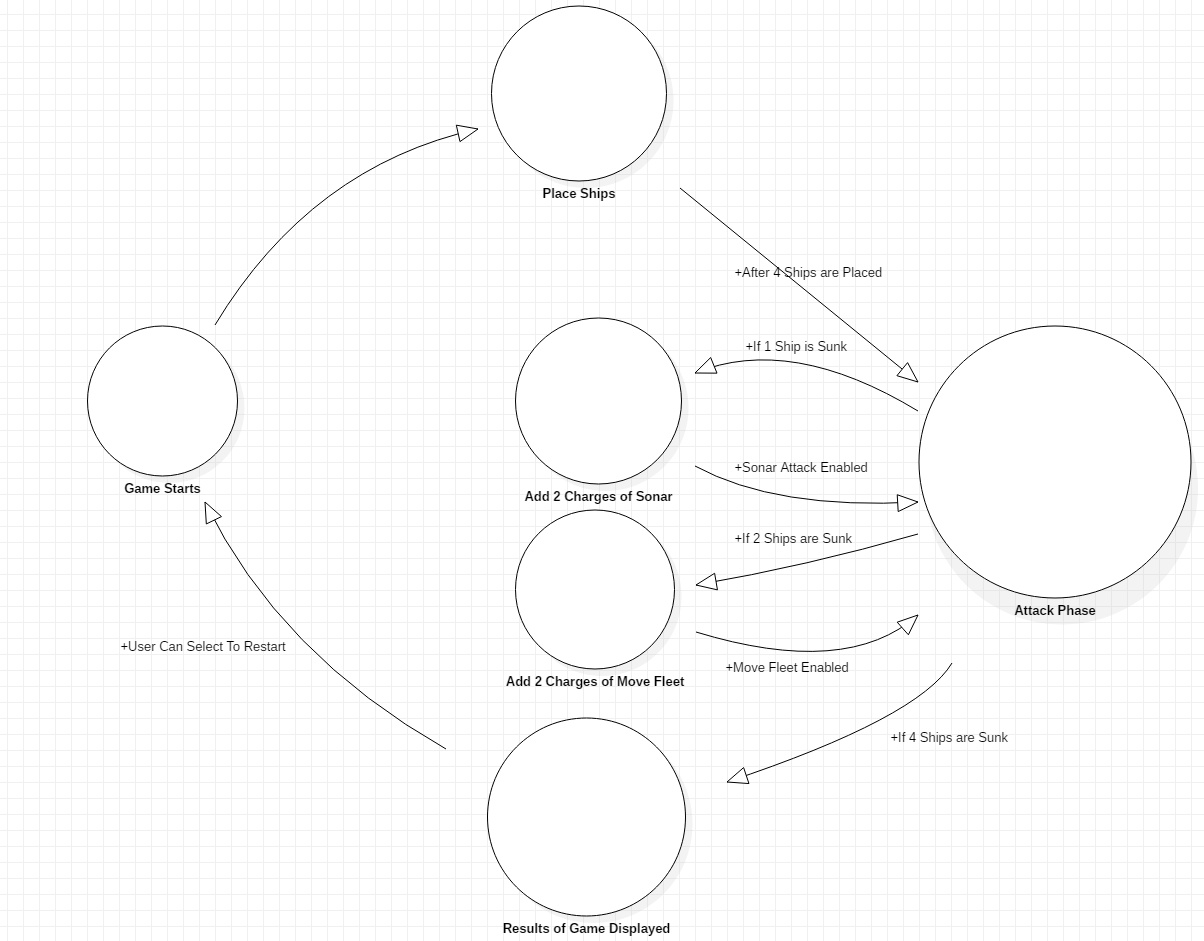 Place Ships
+After 4 Ships are Placed
+If 1 Ship is Sunk
+Sonar Attack Enabled
Game Starts
Add 2 Charges of Sonar
+If 2 Ships are Sunk
Attack Phase
+User Can Select To Restart
+Move Fleet Enabled
Add 2 Charges of Move Fleet
+If 4 Ships are Sunk
Results of Game Displayed